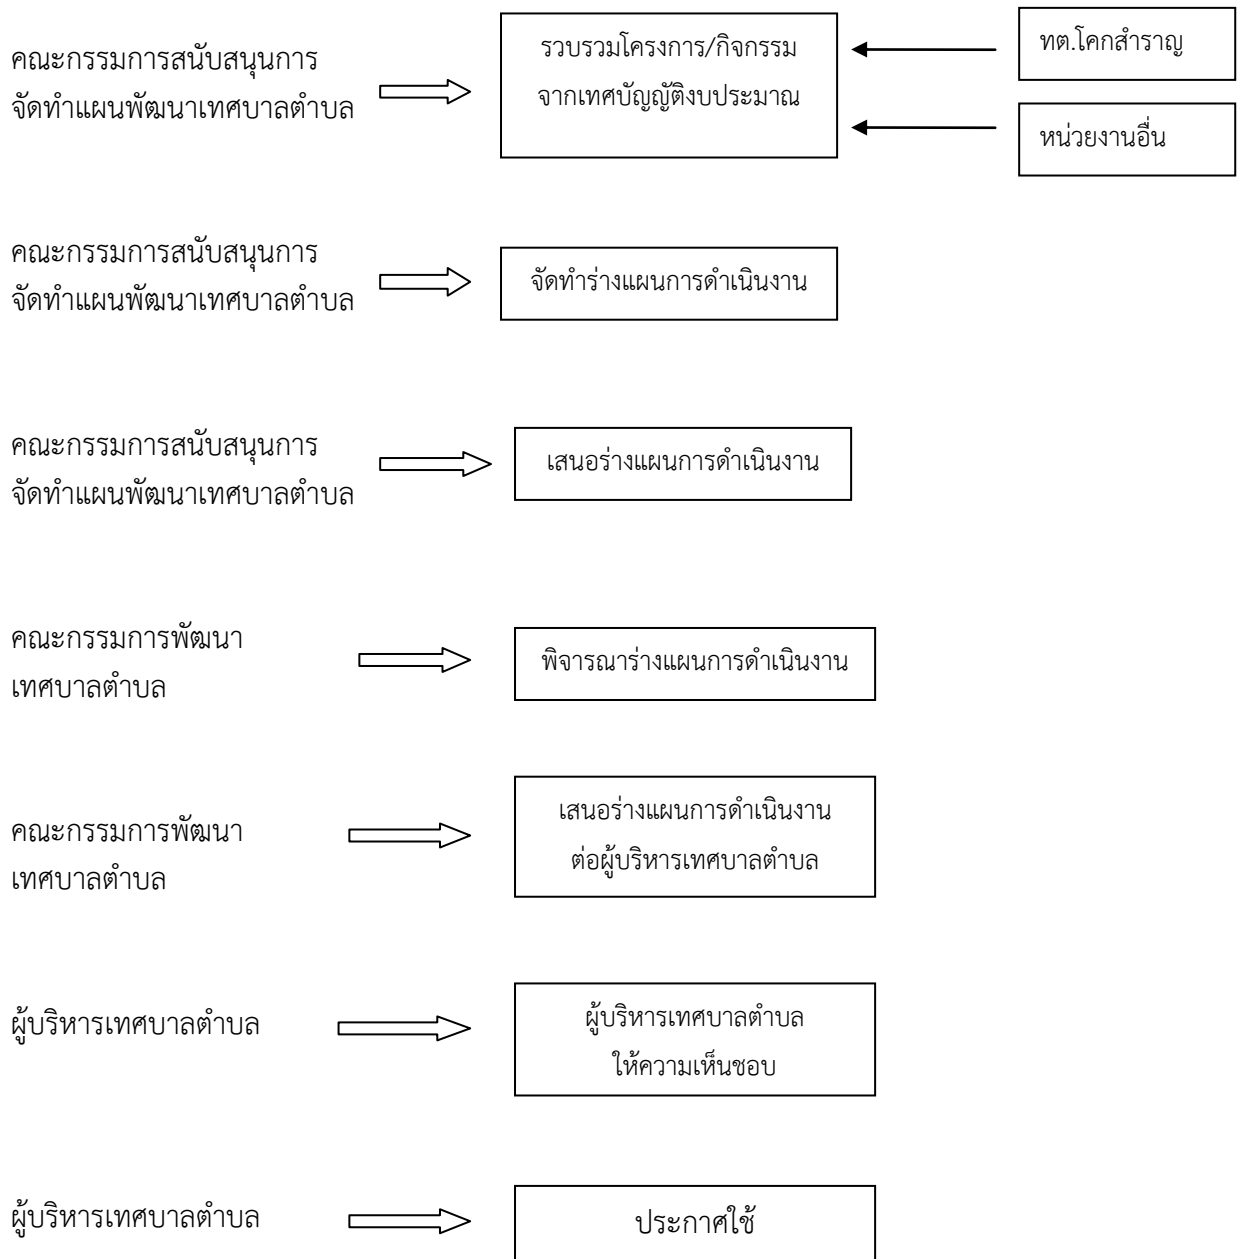 คณะกรรมการสนับสนุนการ
จัดทำแผนพัฒนาเทศบาลตำบล
รวบรวมโครงการ/กิจกรรม
จากเทศบัญญัติงบประมาณ
ทต.โคกสำราญ
หน่วยงานอื่น
คณะกรรมการสนับสนุนการ
จัดทำแผนพัฒนาเทศบาลตำบล
จัดทำร่างแผนการดำเนินงาน
คณะกรรมการสนับสนุนการ
จัดทำแผนพัฒนาเทศบาลตำบล
เสนอร่างแผนการดำเนินงาน
คณะกรรมการพัฒนา
เทศบาลตำบล
พิจารณาร่างแผนการดำเนินงาน
คณะกรรมการพัฒนา
เทศบาลตำบล
เสนอร่างแผนการดำเนินงาน
ต่อผู้บริหารเทศบาลตำบล
ผู้บริหารเทศบาลตำบล
ผู้บริหารเทศบาลตำบล
ให้ความเห็นชอบ
ผู้บริหารเทศบาลตำบล
ประกาศใช้